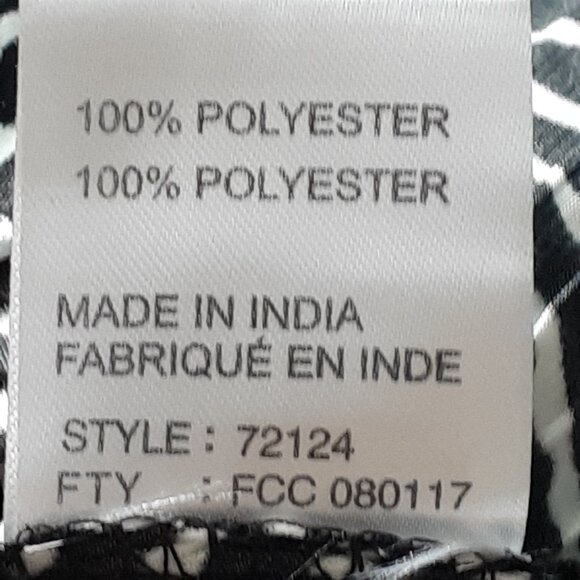 100% POLYESTER
100% POLYESTER
MADE IN INDIA
FABRIQUÉ EN INDE
STYLE : 72124
FTY : FCC 080117